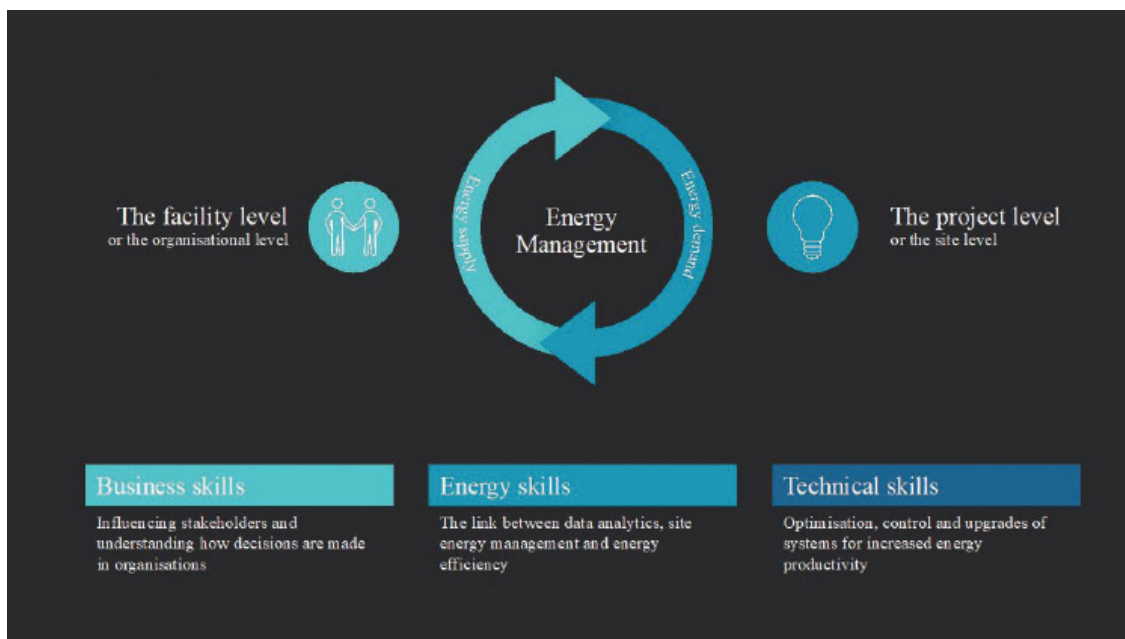 The facility level
or the organisational level
Energy supply
Energy
Management
Energy demand
The project level
or the site level
Business skills
Influencing stakeholders and
understanding how decisions are made
in organisations
Energy skills
The link between data analytics, site
energy management and energy
efficiency
Technical skills
Optimisation, control and upgrades of
systems for increased energy
productivity